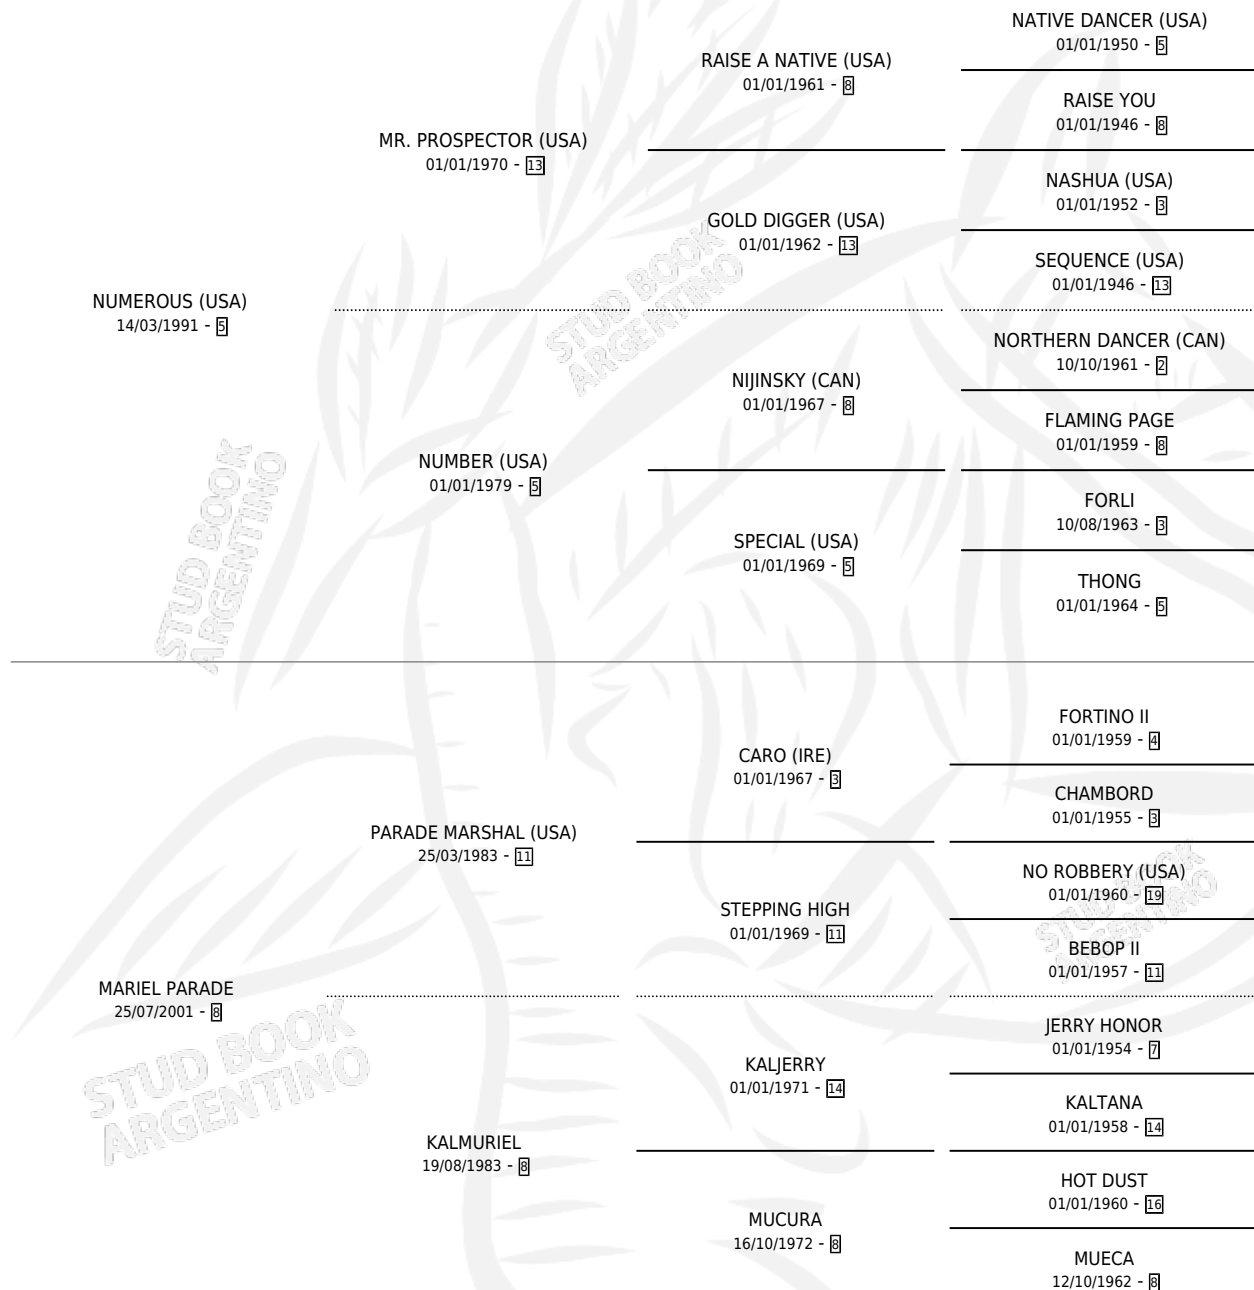 NATIVE DANCER (USA)
01/01/1950 - 5
RAISE A NATIVE (USA)
01/01/1961 - 8
RAISE YOU
01/01/1946 - 8
MR. PROSPECTOR (USA)
01/01/1970 - 13
NASHUA (USA)
01/01/1952 - 3
GOLD DIGGER (USA)
01/01/1962 - 13
SEQUENCE (USA)
01/01/1946 - 13
NUMEROUS (USA)
14/03/1991 - 5
STUD BOOK
ARGENTINO
NORTHERN DANCER (CAN)
10/10/1961 - 2
NIJINSKY (CAN)
01/01/1967 - 8
FLAMING PAGE
01/01/1959 - 8
NUMBER (USA)
01/01/1979 - 5
FORLI
10/08/1963 - 3
SPECIAL (USA)
01/01/1969 - 5
THONG
01/01/1964 - 5
STUD BOOK
ARGENTINO
FORTINO II
01/01/1959 - 4
CARO (IRE)
01/01/1967 - 3
CHAMBORD
01/01/1955 - 3
PARADE MARSHAL (USA)
25/03/1983 - 11
NO ROBBERY (USA)
01/01/1960 - 19
STEPPING HIGH
01/01/1969 - 11
STUD BOOK
ARGENTINO
BEBOP II
01/01/1957 - 11
MARIEL PARADE
25/07/2001 - 8
STUD BOOK
ARGENTINO
JERRY HONOR
01/01/1954 - 7
KALJERRY
01/01/1971 - 14
KALTANA
01/01/1958 - 14
KALMURIEL
19/08/1983 - 8
HOT DUST
01/01/1960 - 16
MUCURA
16/10/1972 - 8
MUECA
12/10/1962 - 8